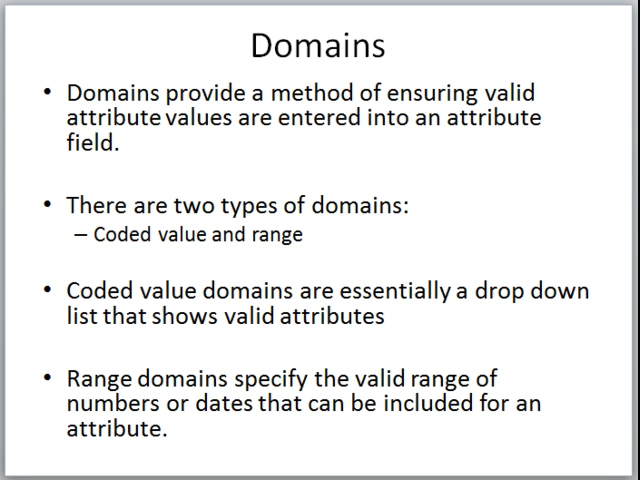 Domains
• Domains provide a method of ensuring valid
attribute values are entered into an attribute
field.
• There are two types of domains:
– Coded value and range
• Coded value domains are essentially a drop down
list that shows valid attributes
• Range domains specify the valid range of
numbers or dates that can be included for an
attribute.